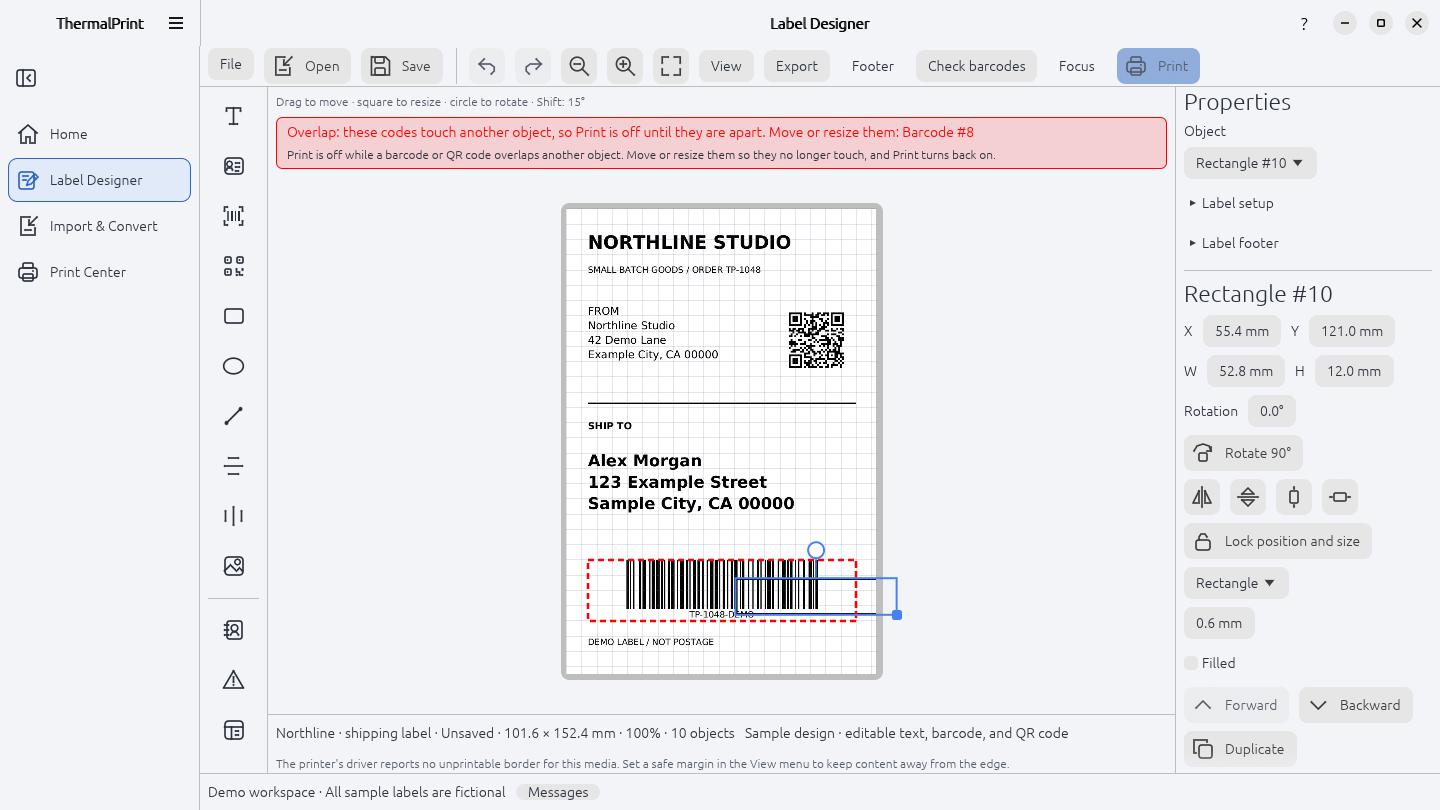 ThermalPrint
Label Designer
?
File
Open
Save
View
Export
Footer
Check barcodes
Focus
Print
Home
Label Designer
Import & Convert
Print Center
Drag to move · square to resize · circle to rotate · Shift: 15°
Overlap: these codes touch another object, so Print is off until they are apart. Move or resize them: Barcode #8
Print is off while a barcode or QR code overlaps another object. Move or resize them so they no longer touch, and Print turns back on.
NORTHLINE STUDIO
SMALL BATCH GOODS / ORDER TP-1048
FROM
Northline Studio
42 Demo Lane
Example City, CA 00000
SHIP TO
Alex Morgan
123 Example Street
Sample City, CA 00000
TP-1048-DEMO
DEMO LABEL / NOT POSTAGE
Properties
Object
Rectangle #10
Label setup
Label footer
Rectangle #10
X 55.4 mm Y 121.0 mm
W 52.8 mm H 12.0 mm
Rotation 0.0°
Rotate 90°
Lock position and size
Rectangle
0.6 mm
Filled
Forward
Backward
Duplicate
Northline · shipping label · Unsaved · 101.6 × 152.4 mm · 100% · 10 objects Sample design · editable text, barcode, and QR code
The printer's driver reports no unprintable border for this media. Set a safe margin in the View menu to keep content away from the edge.
Demo workspace · All sample labels are fictional
Messages